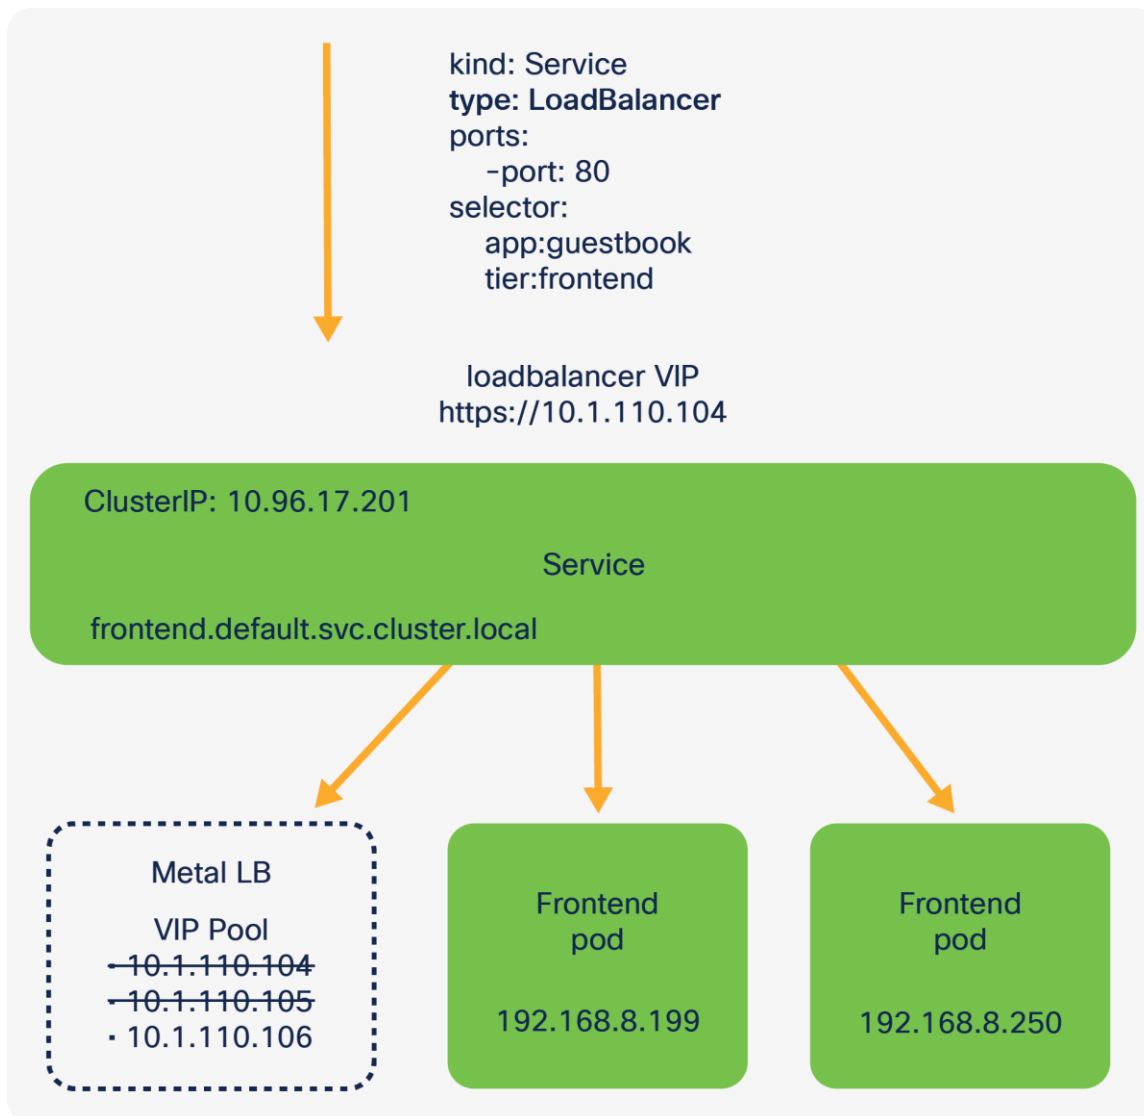 kind: Service
type: LoadBalancer
ports:
-port: 80
selector:
app:guestbook
tier:frontend
loadbalancer VIP
https://10.1.110.104
ClusterIP: 10.96.17.201
Service
frontend.default.svc.cluster.local
Metal LB
VIP Pool
· 10.1.110.104
· 10.1.110.105
· 10.1.110.106
Frontend
pod
192.168.8.199
Frontend
pod
192.168.8.250